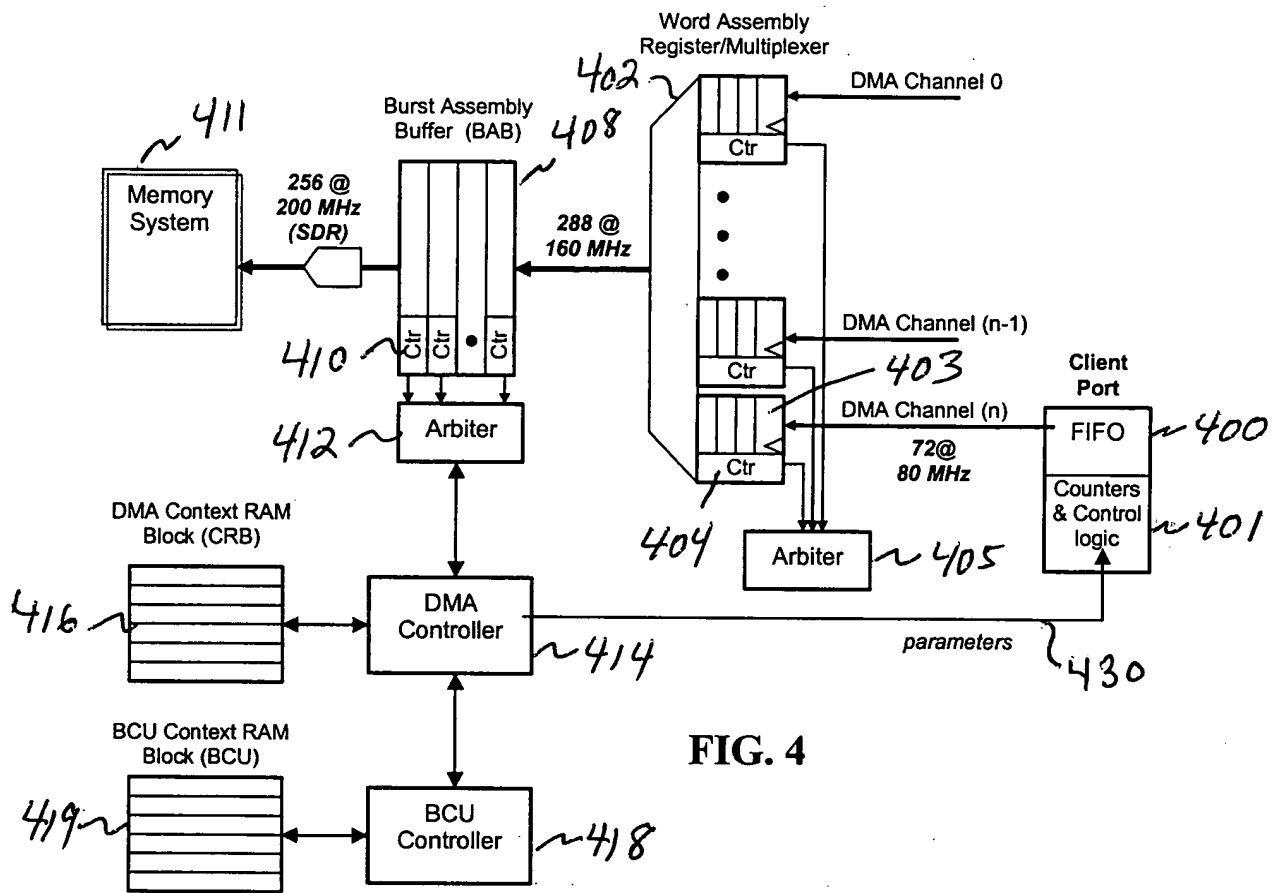 Word Assembly
Register/Multiplexer
402
DMA Channel 0
Ctr
411
Burst Assembly
Buffer (BAB)
408
Memory
System
256 @
200 MHz
(SDR)
288 @
160 MHz
410
Ctr
Ctr
Ctr
DMA Channel (n-1)
Ctr
403
Client
Port
DMA Channel (n)
FIFO
400
72@
80 MHz
Ctr
412
Arbiter
Counters
& Control
logic
401
404
Arbiter
405
DMA Context RAM
Block (CRB)
416
DMA
Controller
414
parameters
430
BCU Context RAM
Block (BCU)
FIG. 4
419
BCU
Controller
418